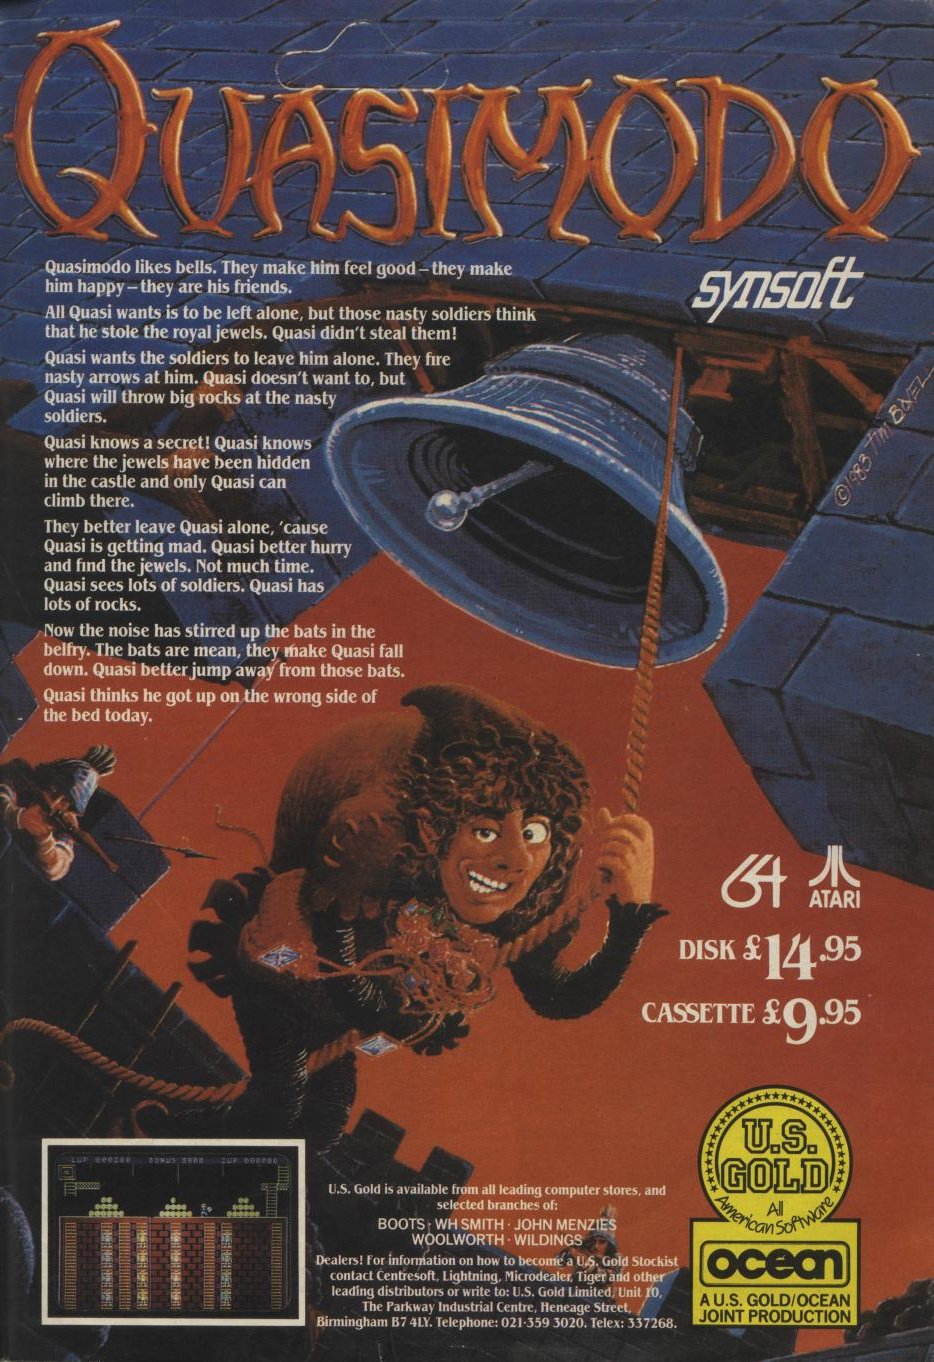 QUASIMODO
Quasimodo likes bells. They make him feel good – they make
him happy – they are his friends.
All Quasi wants is to be left alone, but those nasty soldiers think
that he stole the royal jewels. Quasi didn't steal them!
Quasi wants the soldiers to leave him alone. They fire
nasty arrows at him. Quasi doesn't want to, but
Quasi will throw big rocks at the nasty
soldiers.
Quasi knows a secret! Quasi knows
where the jewels have been hidden
in the castle and only Quasi can
climb there.
They better leave Quasi alone, 'cause
Quasi is getting mad. Quasi better hurry
and find the jewels. Not much time.
Quasi sees lots of soldiers. Quasi has
lots of rocks.
Now the noise has stirred up the bats in the
belfry. The bats are mean, they make Quasi fall
down. Quasi better jump away from those bats.
Quasi thinks he got up on the wrong side of
the bed today.
synsoft
©1983 Tim
64
ATARI
DISK £14.95
CASSETTE £9.95
1UP 000200 BONUS 5000 2UP 000000
U.S. Gold is available from all leading computer stores, and
selected branches of:
BOOTS · WH SMITH · JOHN MENZIES
WOOLWORTH · WILDINGS
Dealers! For information on how to become a U.S. Gold Stockist
contact Centresoft, Lightning, Microdealer, Tiger and other
leading distributors or write to: U.S. Gold Limited, Unit 10,
The Parkway Industrial Centre, Heneage Street,
Birmingham B7 4LY. Telephone: 021-359 3020. Telex: 337268.
U.S.
GOLD
All
American Software
ocean
A U.S. GOLD/OCEAN
JOINT PRODUCTION